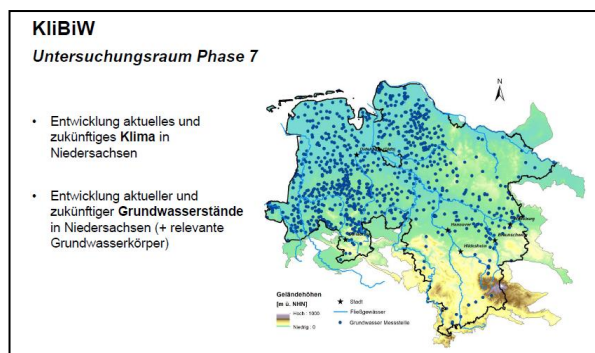 KliBiW
Untersuchungsraum Phase 7
• Entwicklung aktuelles und
zukünftiges Klima in
Niedersachsen
• Entwicklung aktueller und
zukünftiger Grundwasserstände
in Niedersachsen (+ relevante
Grundwasserkörper)
N
Hildesheim
Geländehöhen
[m ü. NHN]
Hoch : 1000
Niedrig : 0
Stadt
Fließgewässer
Grundwasser Messstelle